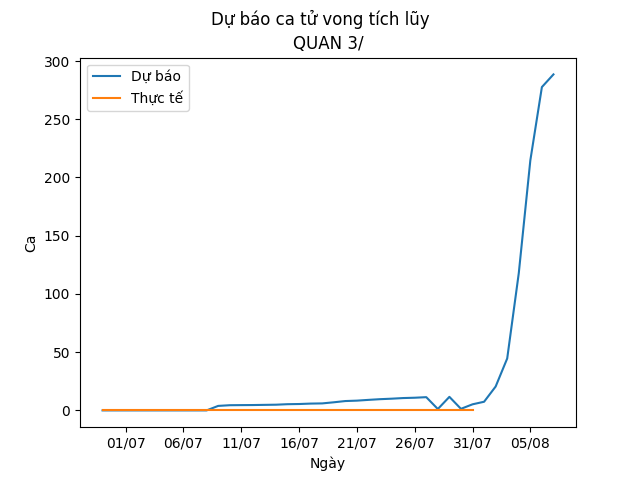 Dự báo ca tử vong tích lũy
QUAN 3/
Dự báo
Thực tế
Ca
300
250
200
150
100
50
0
01/07 06/07 11/07 16/07 21/07 26/07 31/07 05/08
Ngày